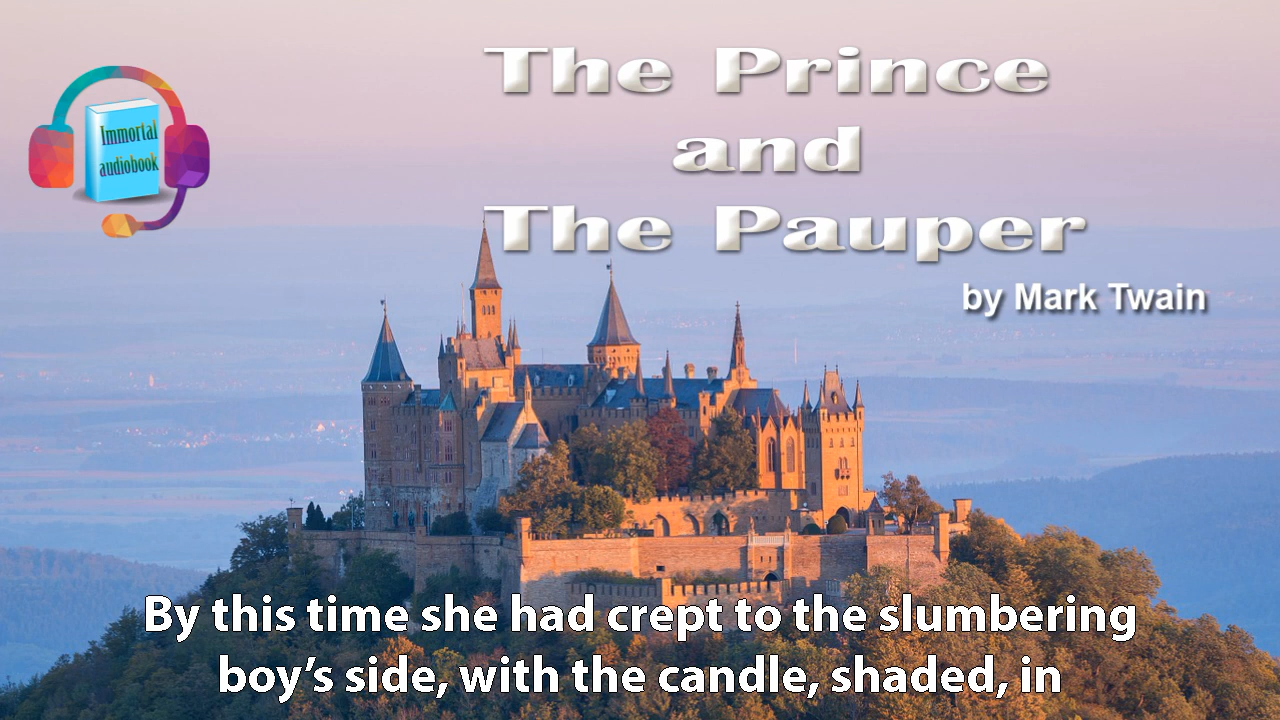 Immortal
audiobook
The Prince
and
The Pauper
by Mark Twain
By this time she had crept to the slumbering
boy’s side, with the candle, shaded, in